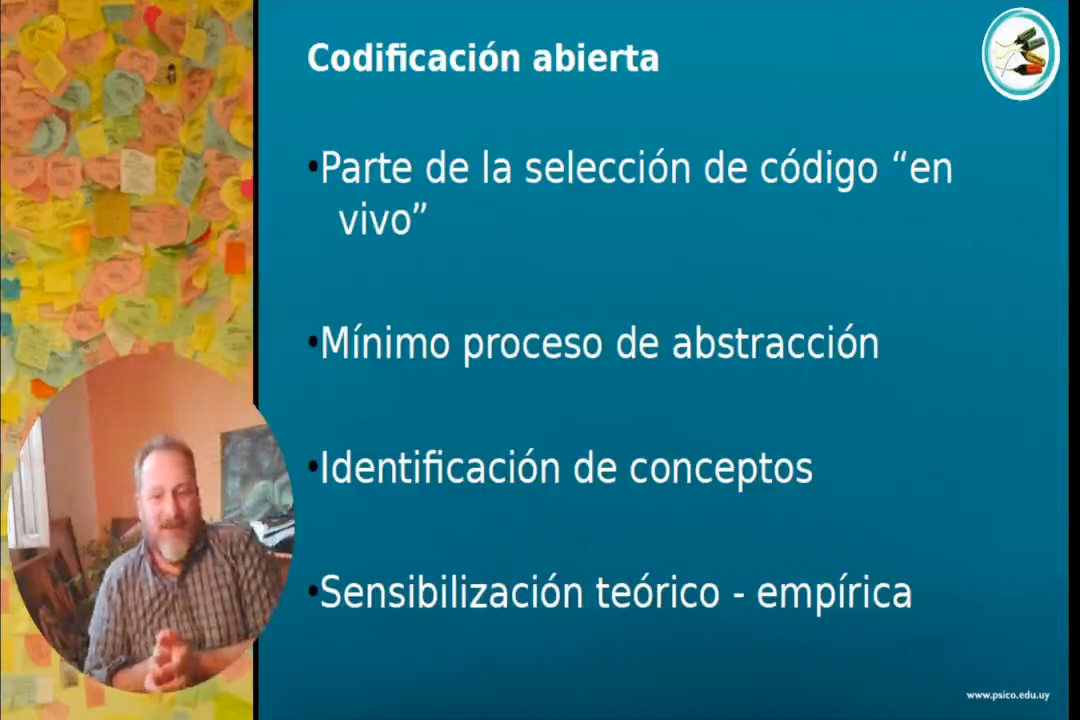 Codificación abierta
•Parte de la selección de código “en
vivo”
•Mínimo proceso de abstracción
•Identificación de conceptos
•Sensibilización teórico - empírica
www.psico.edu.uy